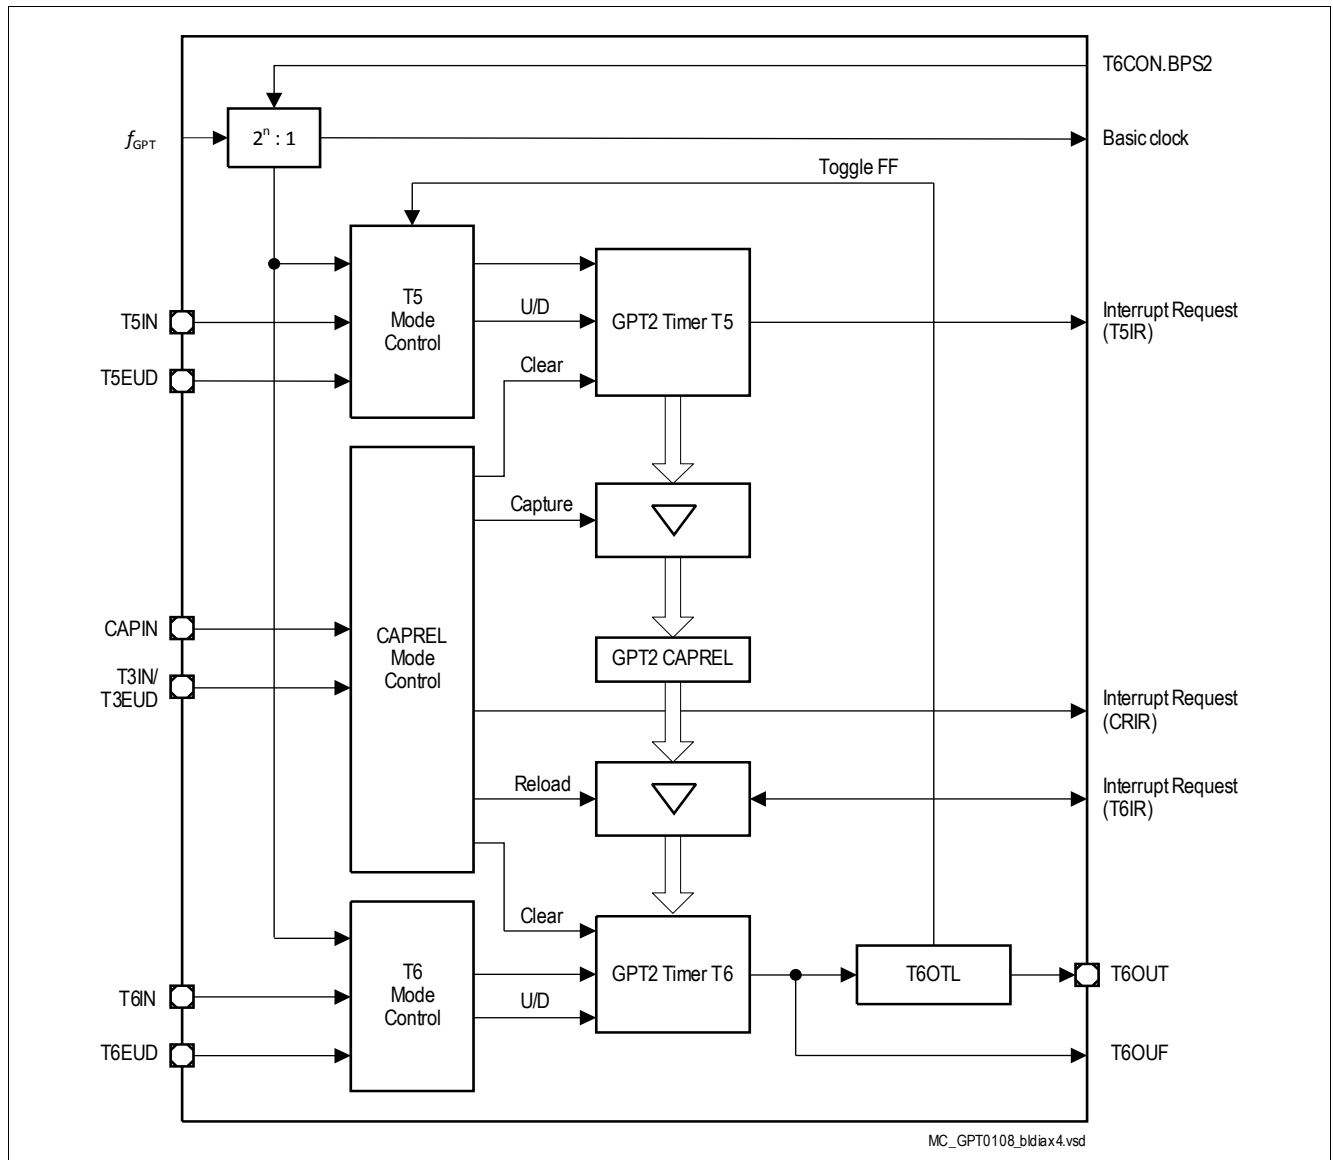 T6CON.BPS2
fGPT
2n : 1
Basic clock
Toggle FF
T5
Mode
Control
U/D
GPT2 Timer T5
T5IN
Interrupt Request
(T5IR)
Clear
T5EUD
Capture
CAPIN
CAPREL
Mode
Control
GPT2 CAPREL
T3IN/
T3EUD
Interrupt Request
(CRIR)
Reload
Interrupt Request
(T6IR)
Clear
T6
Mode
Control
GPT2 Timer T6
T6OTL
T6OUT
T6IN
U/D
T6EUD
T6OUF
MC_GPT0108_bldiax4.vsd